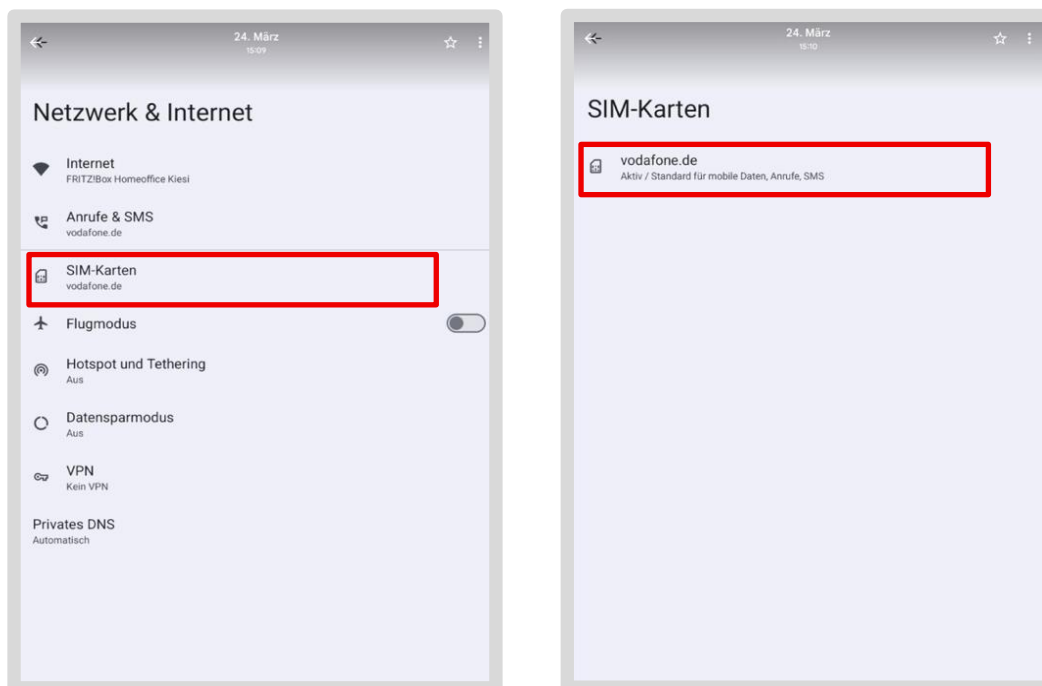 24. März
15:09
Netzwerk & Internet
Internet
FRITZ!Box Homeoffice Kiesi
Anrufe & SMS
vodafone.de
SIM-Karten
vodafone.de
Flugmodus
Hotspot und Tethering
Aus
Datensparmodus
Aus
VPN
Kein VPN
Privates DNS
Automatisch
24. März
15:10
SIM-Karten
vodafone.de
Aktiv / Standard für mobile Daten, Anrufe, SMS